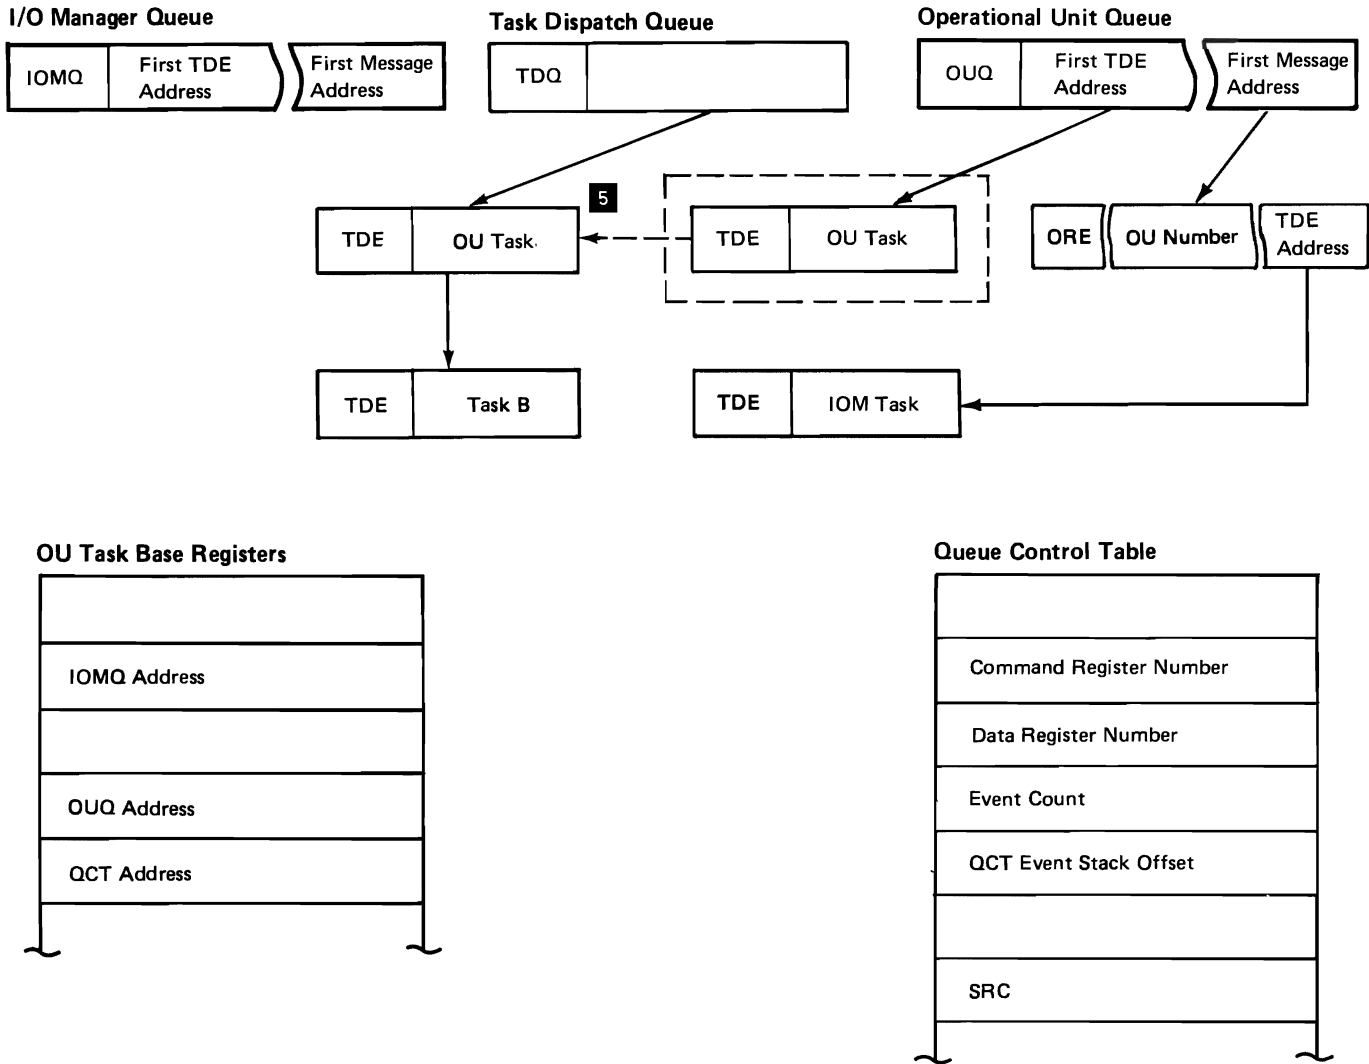 I/O Manager Queue
Task Dispatch Queue
Operational Unit Queue
IOMQ
First TDE
Address
First Message
Address
TDQ
OUQ
First TDE
Address
First Message
Address
5
TDE
OU Task
TDE
OU Task
ORE
OU Number
TDE
Address
TDE
Task B
TDE
IOM Task
OU Task Base Registers
IOMQ Address
OUQ Address
QCT Address
Queue Control Table
Command Register Number
Data Register Number
Event Count
QCT Event Stack Offset
SRC